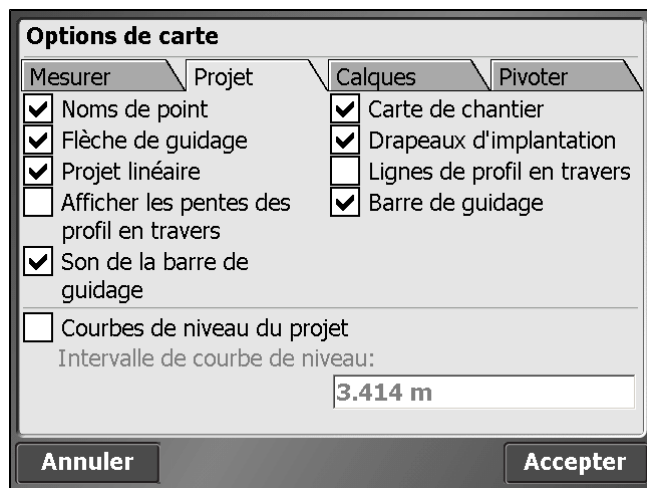 Options de carte
Mesurer Projet Calques Pivoter
Noms de point
Flèche de guidage
Projet linéaire
Afficher les pentes des
profil en travers
Son de la barre de
guidage
Carte de chantier
Drapeaux d'implantation
Lignes de profil en travers
Barre de guidage
Courbes de niveau du projet
Intervalle de courbe de niveau:
3.414 m
Annuler Accepter